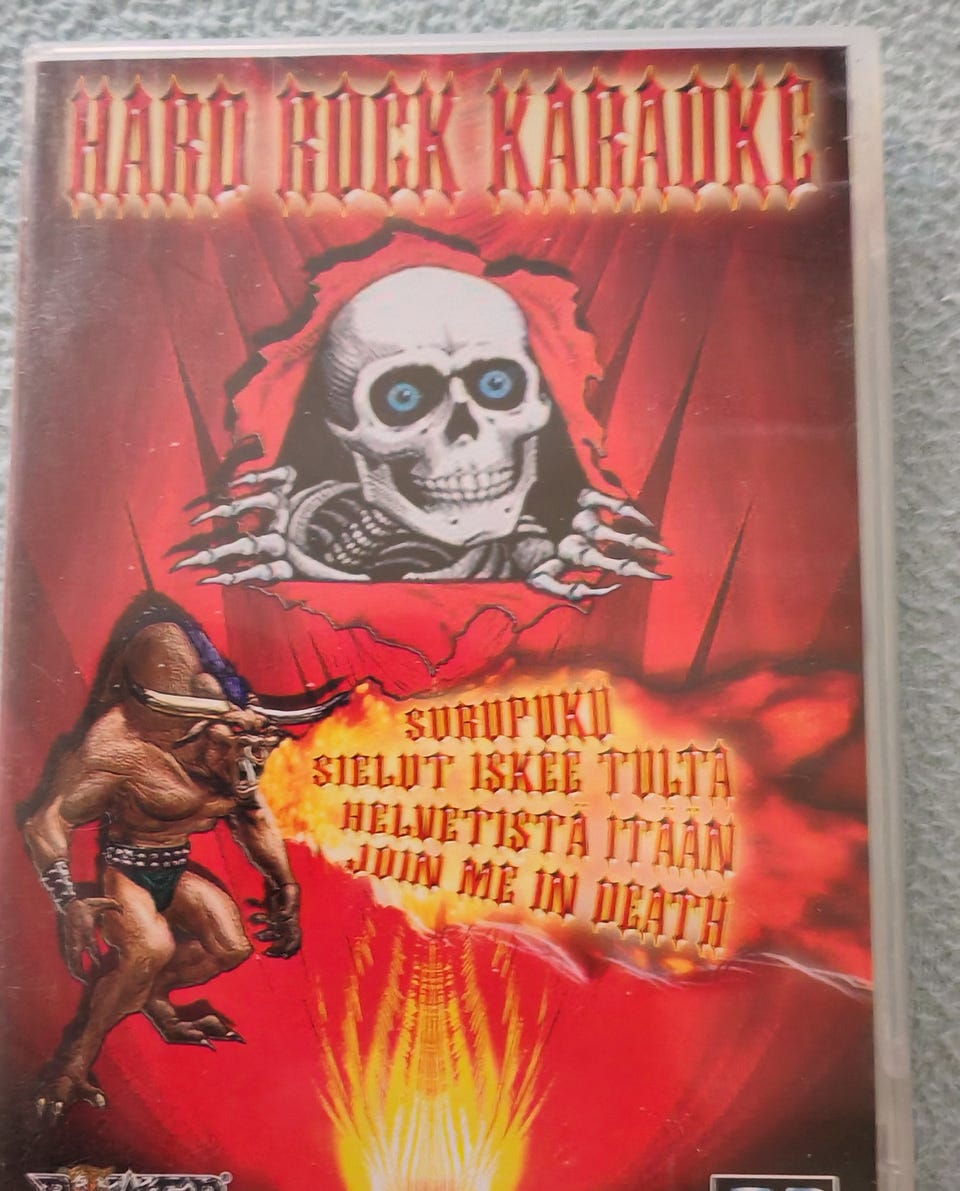 HARD ROCK KARAOKE
SURUPUKU
SIELUT ISKEE TULTA
HELVETISTÄ ITÄÄN
JOIN ME IN DEATH